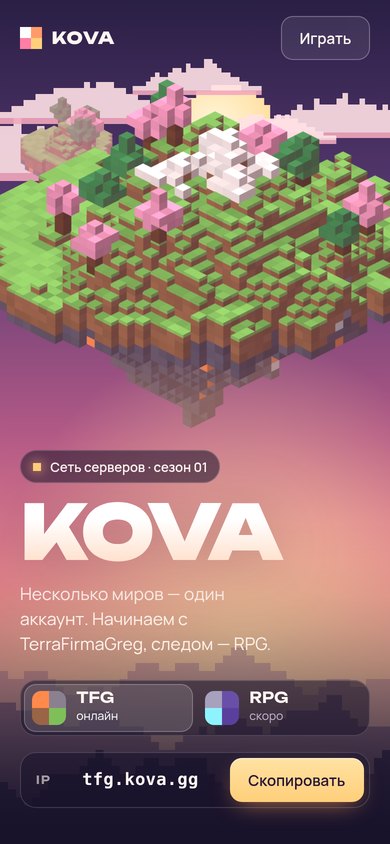 KOVA
Играть
Сеть серверов · сезон 01
KOVA
Несколько миров — один
аккаунт. Начинаем с
TerraFirmaGreg, следом — RPG.
TFG
онлайн
RPG
скоро
IP
tfg.kova.gg
Скопировать